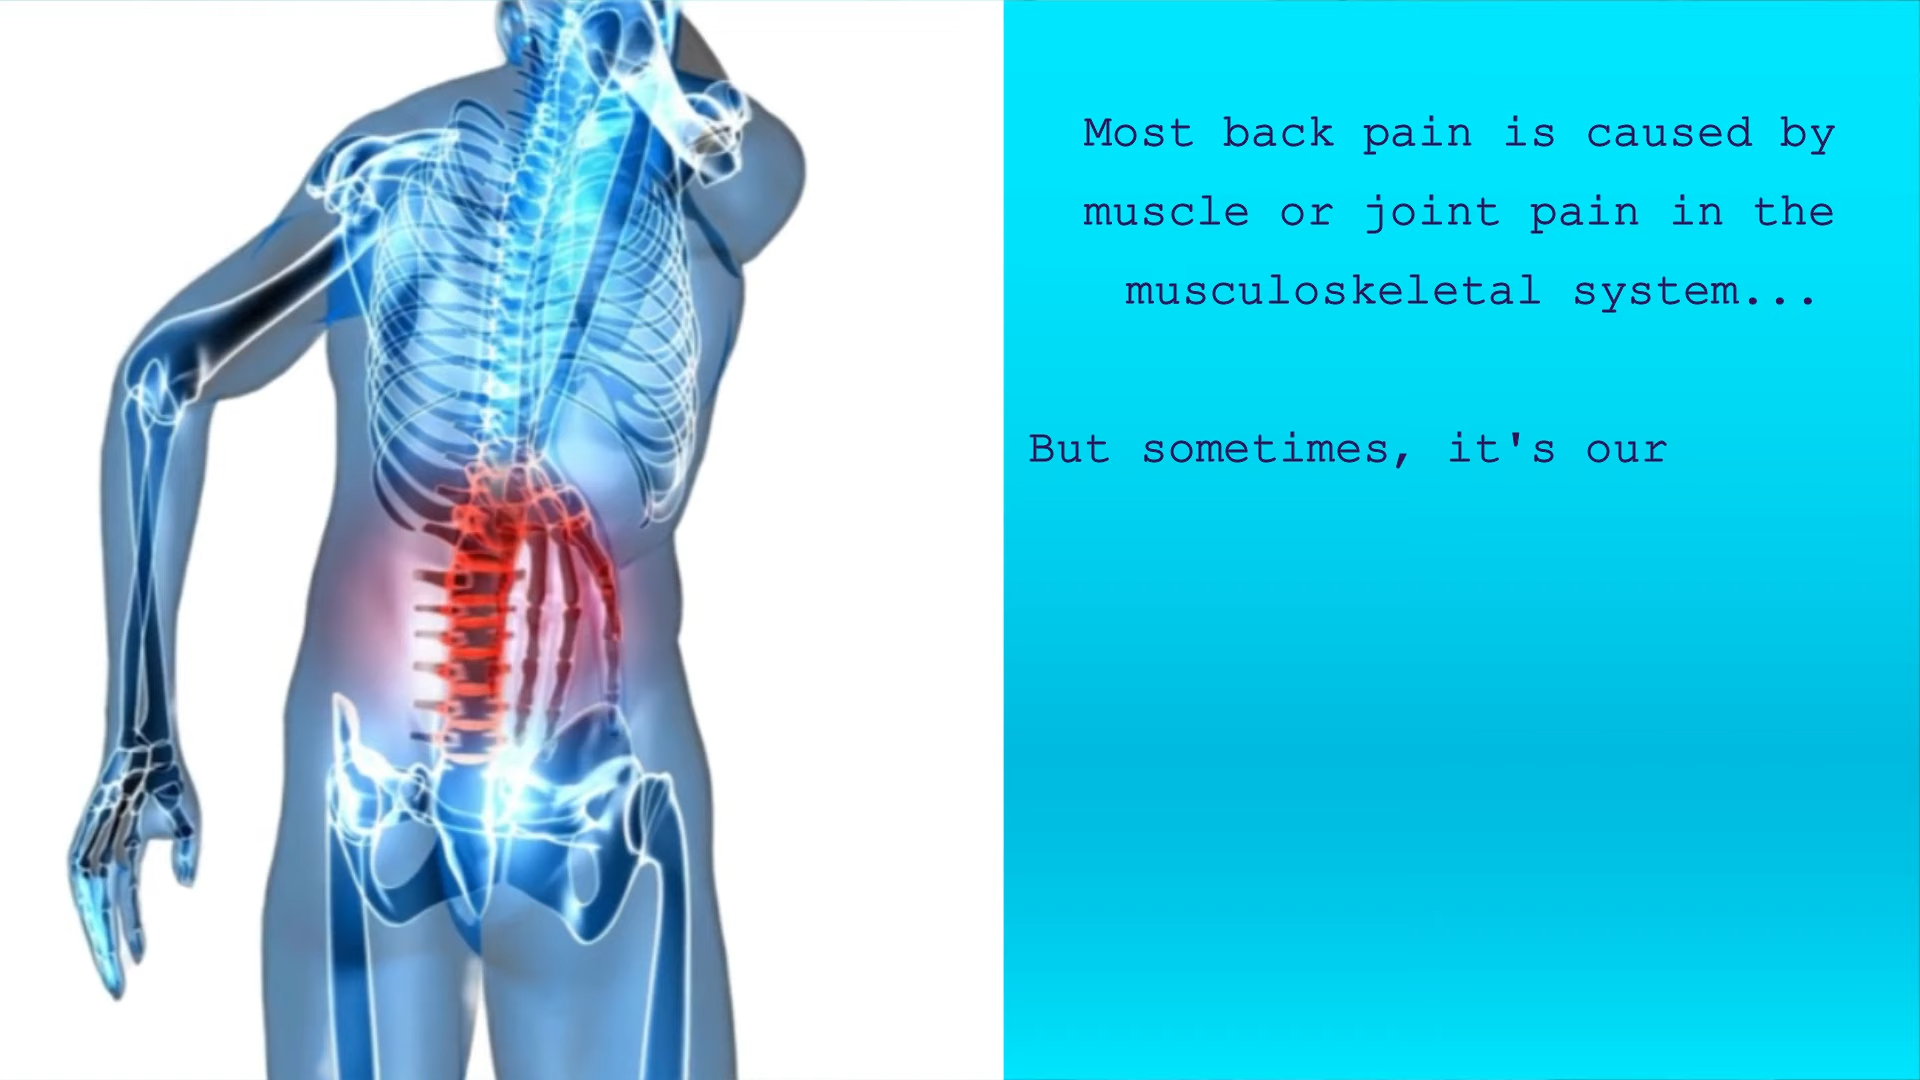 Most back pain is caused by
muscle or joint pain in the
musculoskeletal system...
But sometimes, it's our